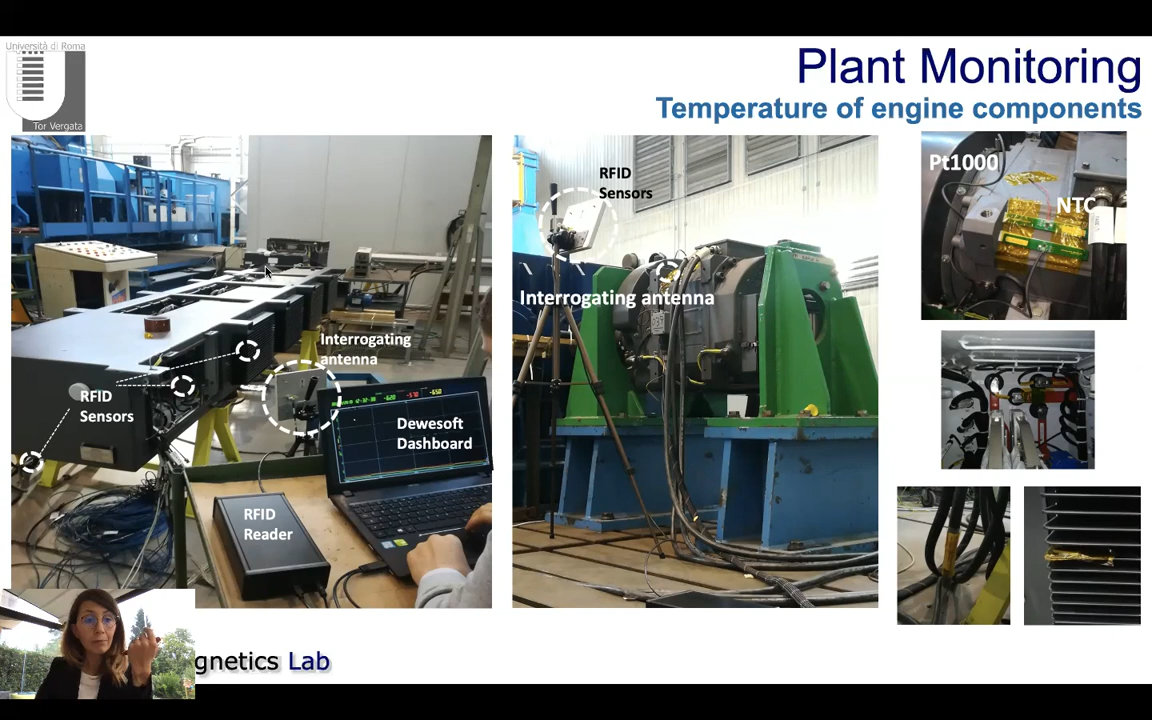 Università di Roma
Tor Vergata
Plant Monitoring
Temperature of engine components
RFID
Sensors
Interrogating
antenna
Dewesoft
Dashboard
RFID
Reader
RFID
Sensors
Interrogating antenna
Pt1000
NTC
gnetics Lab